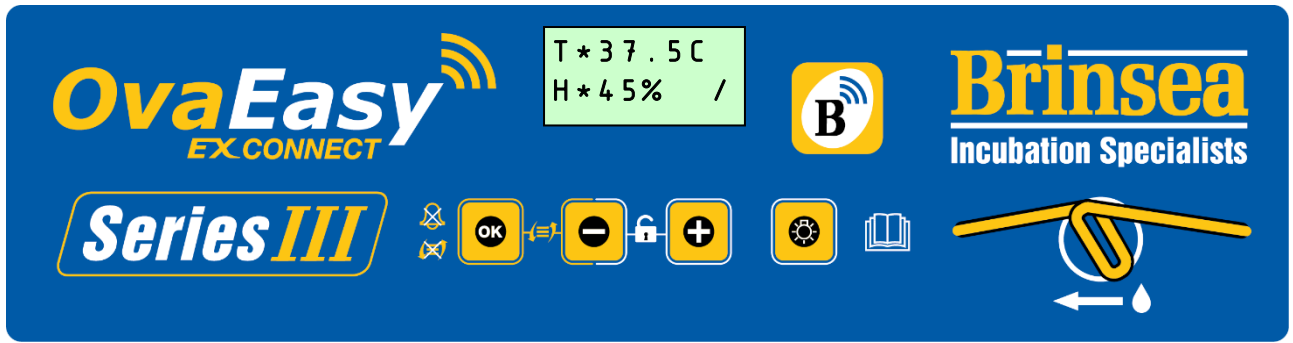 OvaEasy
EX CONNECT
T*37.5C
H*45% /
B
Brinsea
Incubation Specialists
Series III
OK